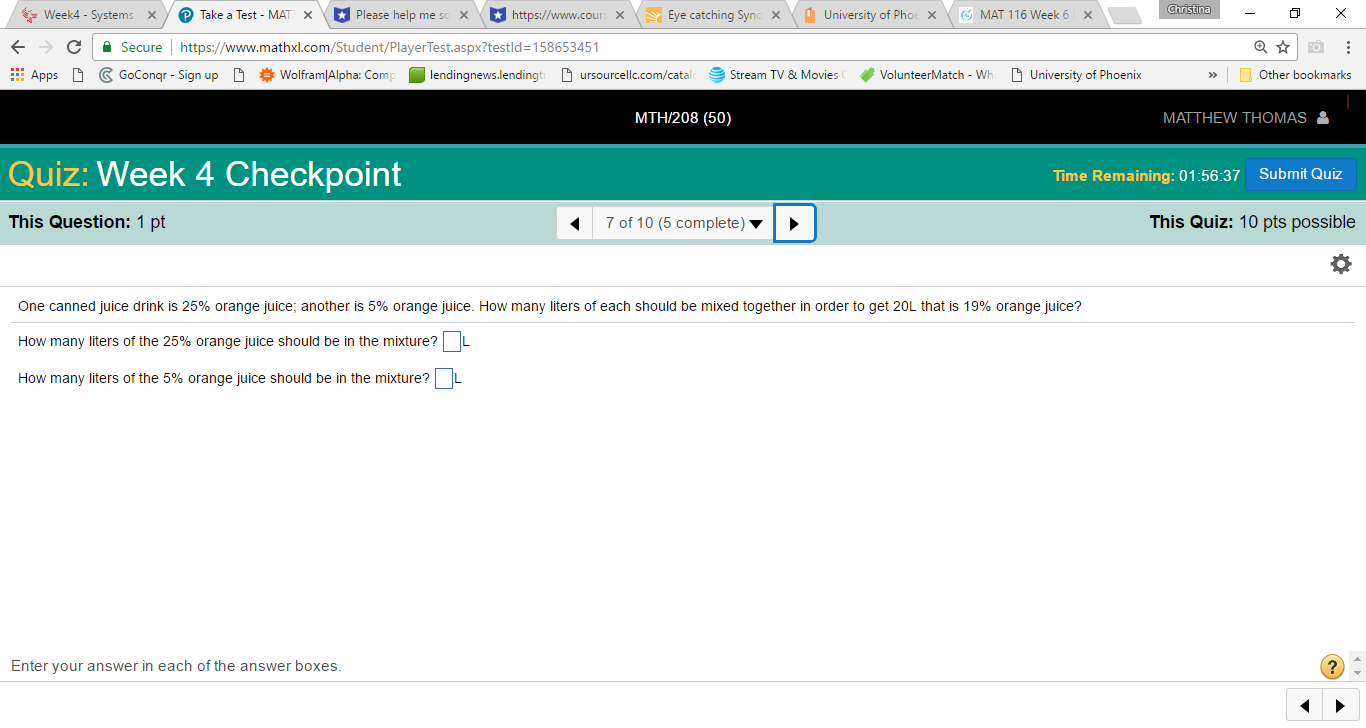 Week4 - Systems
Take a Test - MAT
Please help me so
https://www.cours
Eye catching Syno
University of Phoe
MAT 116 Week 6
Christina
Secure | https://www.mathxl.com/Student/PlayerTest.aspx?testId=158653451
Apps
GoConqr - Sign up
Wolfram|Alpha: Comp
lendingnews.lendingt
ursourcellc.com/catal
Stream TV & Movies
VolunteerMatch - Wh
University of Phoenix
» Other bookmarks
MTH/208 (50)
MATTHEW THOMAS
Quiz: Week 4 Checkpoint
Time Remaining: 01:56:37
Submit Quiz
This Question: 1 pt
7 of 10 (5 complete)
This Quiz: 10 pts possible
One canned juice drink is 25% orange juice; another is 5% orange juice. How many liters of each should be mixed together in order to get 20L that is 19% orange juice?
How many liters of the 25% orange juice should be in the mixture? L
How many liters of the 5% orange juice should be in the mixture? L
Enter your answer in each of the answer boxes.
?